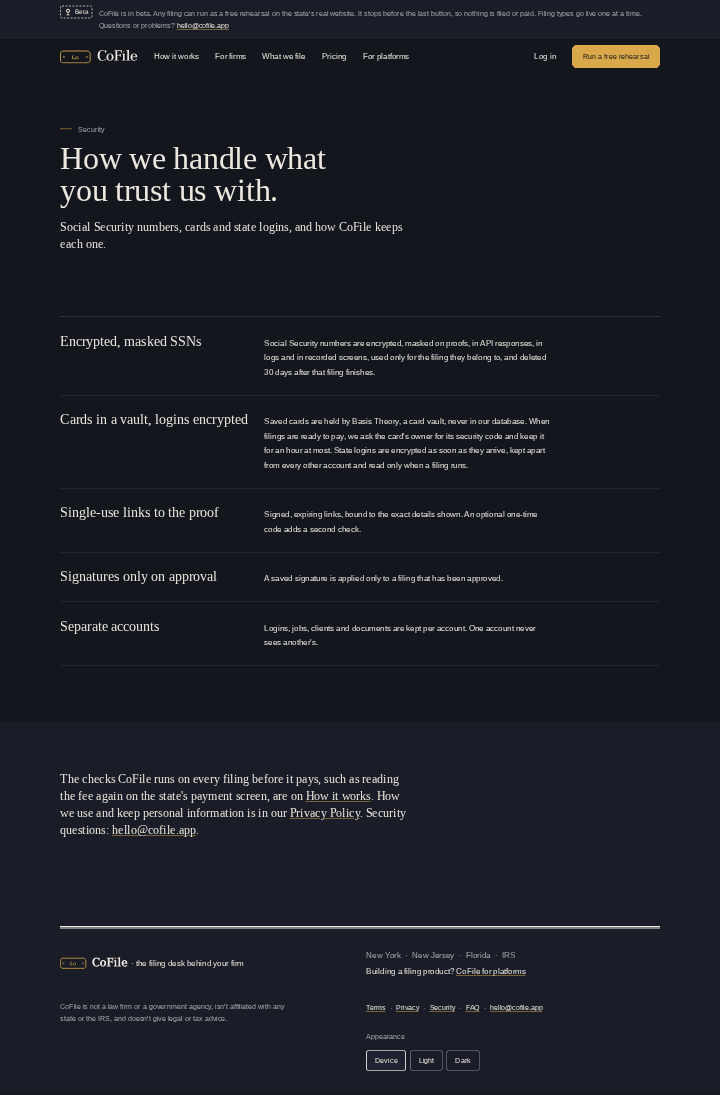 Beta
CoFile is in beta. Any filing can run as a free rehearsal on the state's real website. It stops before the last button, so nothing is filed or paid. Filing types go live one at a time.
Questions or problems? hello@cofile.app
Co CoFile How it works For firms What we file Pricing For platforms Log in Run a free rehearsal
Security
How we handle what
you trust us with.
Social Security numbers, cards and state logins, and how CoFile keeps
each one.
Encrypted, masked SSNs
Social Security numbers are encrypted, masked on proofs, in API responses, in
logs and in recorded screens, used only for the filing they belong to, and deleted
30 days after that filing finishes.
Cards in a vault, logins encrypted
Saved cards are held by Basis Theory, a card vault, never in our database. When
filings are ready to pay, we ask the card's owner for its security code and keep it
for an hour at most. State logins are encrypted as soon as they arrive, kept apart
from every other account and read only when a filing runs.
Single-use links to the proof
Signed, expiring links, bound to the exact details shown. An optional one-time
code adds a second check.
Signatures only on approval
A saved signature is applied only to a filing that has been approved.
Separate accounts
Logins, jobs, clients and documents are kept per account. One account never
sees another's.
The checks CoFile runs on every filing before it pays, such as reading
the fee again on the state's payment screen, are on How it works. How
we use and keep personal information is in our Privacy Policy. Security
questions: hello@cofile.app.
Co CoFile · the filing desk behind your firm
CoFile is not a law firm or a government agency, isn't affiliated with any
state or the IRS, and doesn't give legal or tax advice.
New York · New Jersey · Florida · IRS
Building a filing product? CoFile for platforms
Terms · Privacy · Security · FAQ · hello@cofile.app
Appearance
Device Light Dark